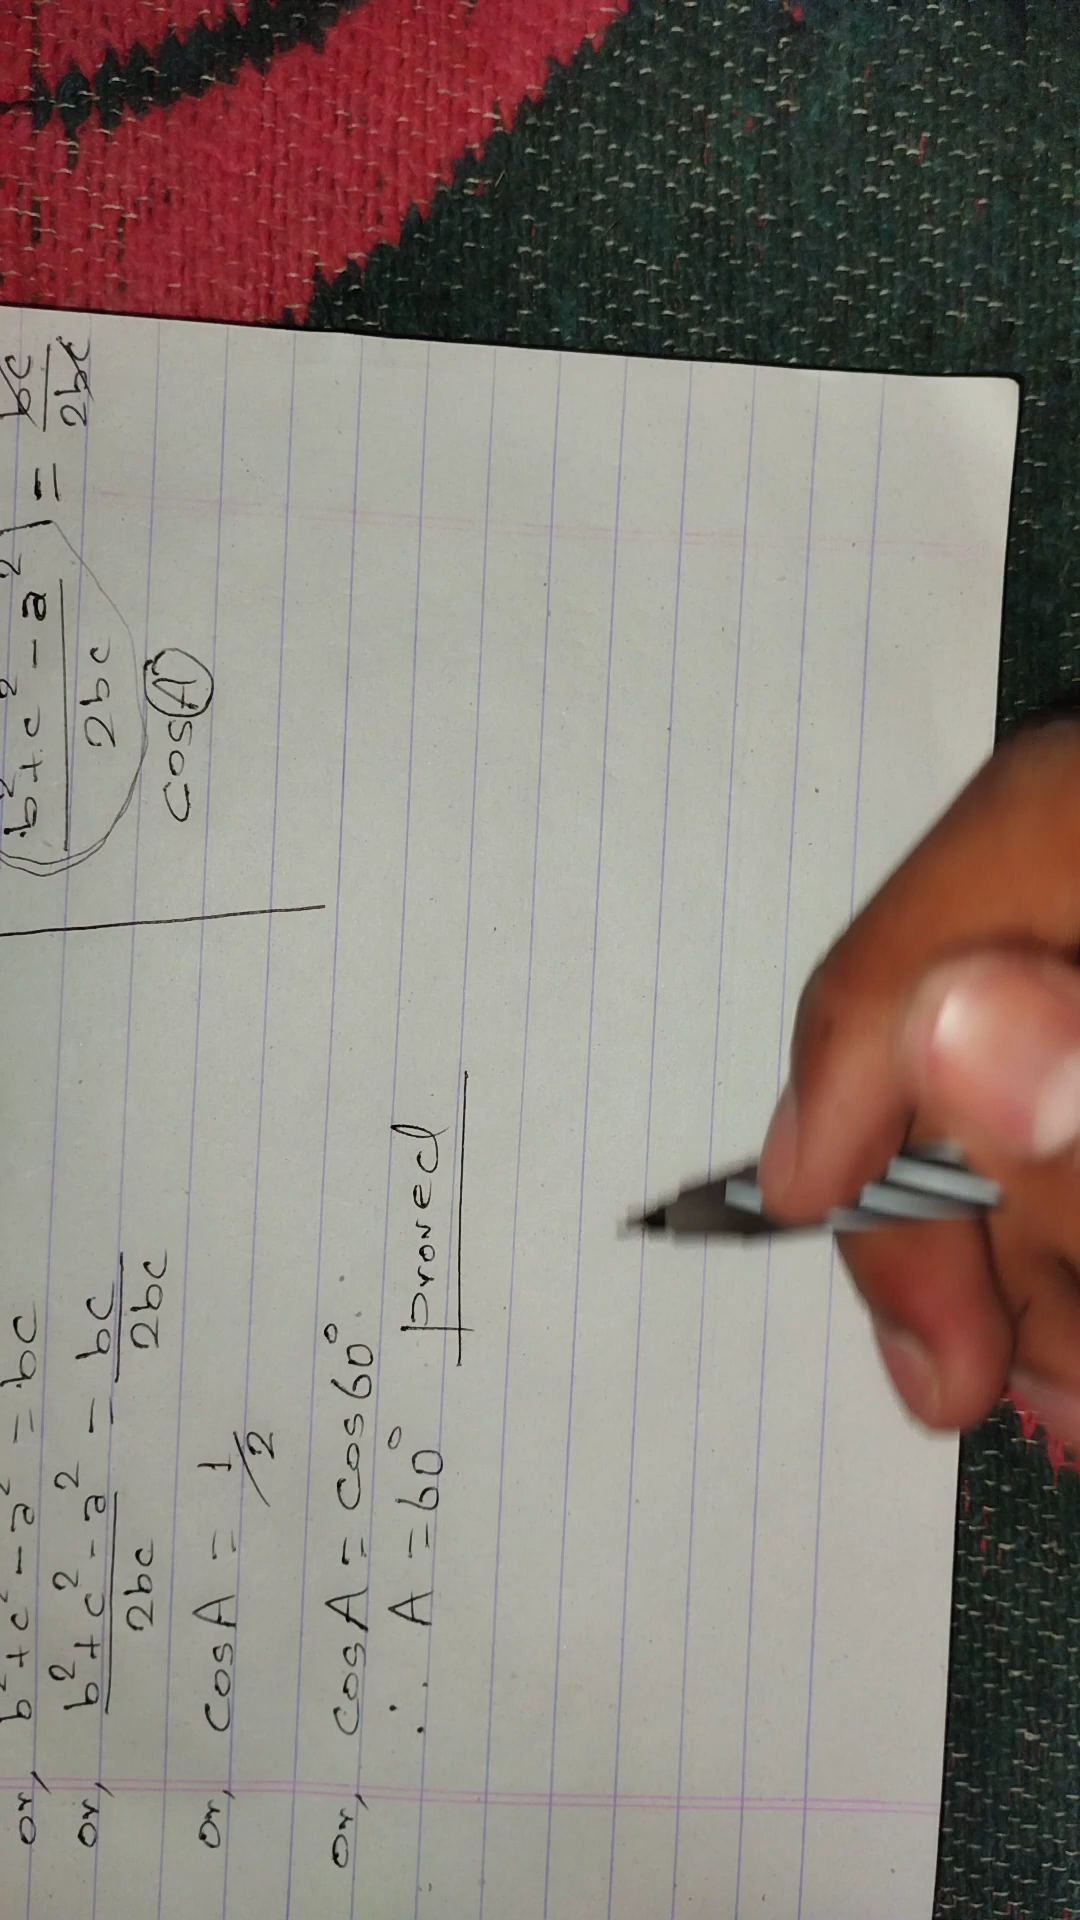 or, b²+c²-a² = bc
or, b²+c²-a²/2bc = bc/2bc
or, cosA = 1/2
or, cosA = cos60°.
∴ A = 60° proved
b²+c²-a²/2bc = bc/2bc
cosA